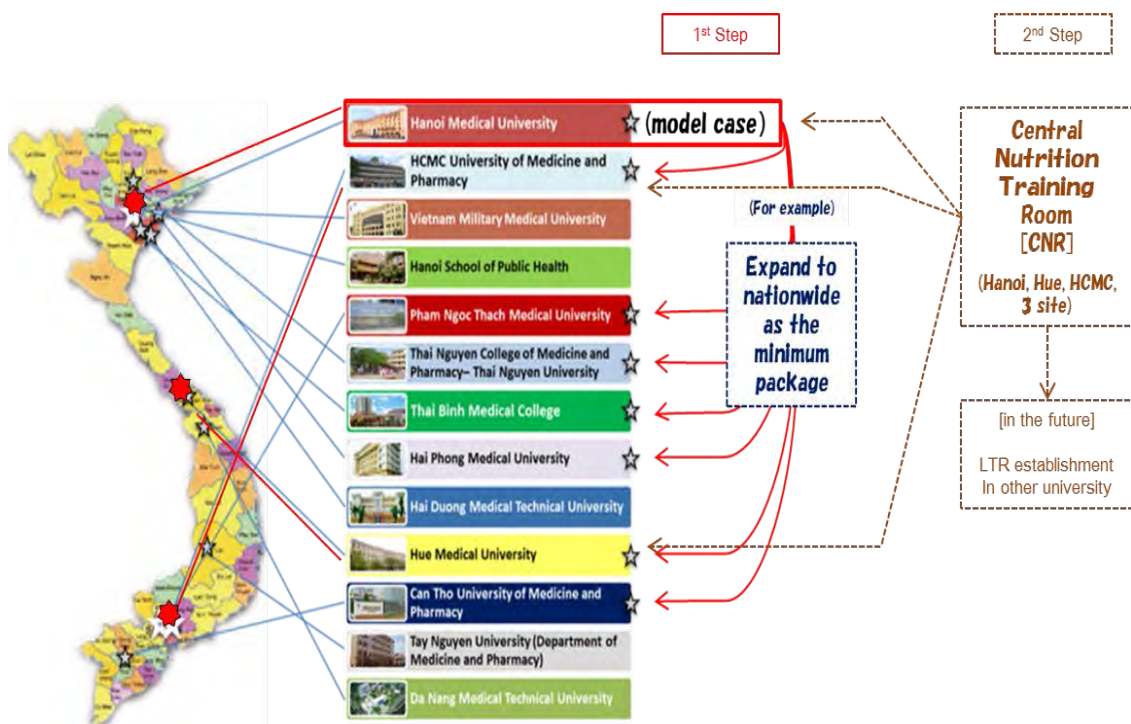 1st Step
2nd Step
Hanoi Medical University
(model case)
HCMC University of Medicine and
Pharmacy
Vietnam Military Medical University
Hanoi School of Public Health
Pham Ngoc Thach Medical University
Thai Nguyen College of Medicine and
Pharmacy– Thai Nguyen University
Thai Binh Medical College
Hai Phong Medical University
Hai Duong Medical Technical University
Hue Medical University
Can Tho University of Medicine and
Pharmacy
Tay Nguyen University (Department of
Medicine and Pharmacy)
Da Nang Medical Technical University
(For example)
Expand to
nationwide
as the
minimum
package
Central
Nutrition
Training
Room
[CNR]
(Hanoi, Hue, HCMC,
3 site)
[in the future]
LTR establishment
In other university